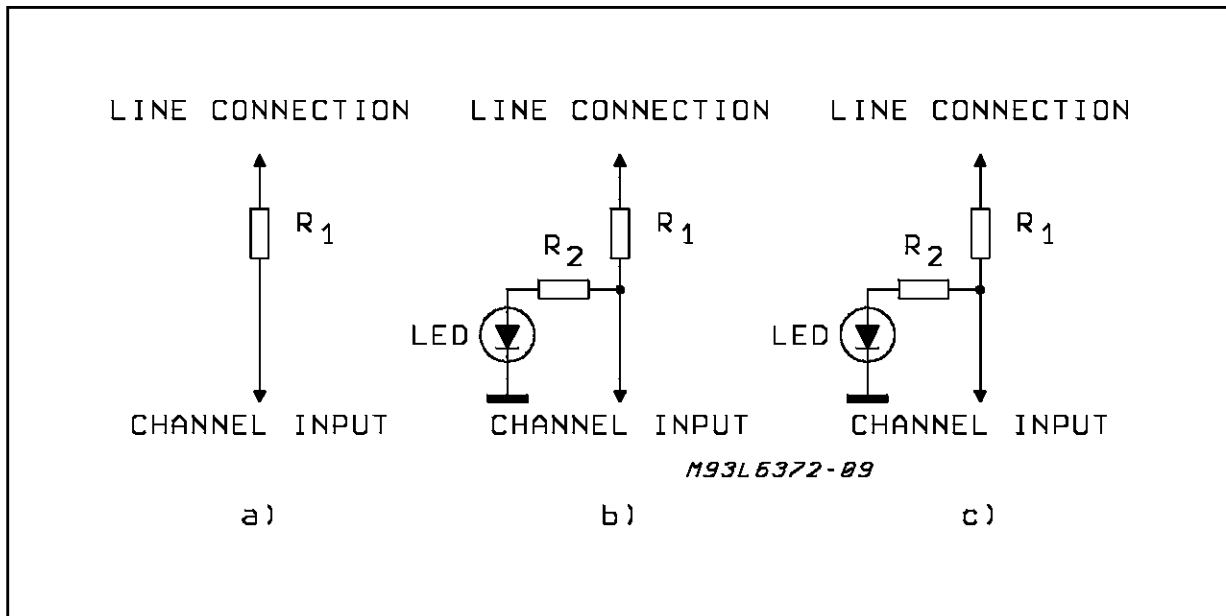 LINE CONNECTION LINE CONNECTION LINE CONNECTION
R1 R1 R1
R2 R2
LED LED
CHANNEL INPUT CHANNEL INPUT CHANNEL INPUT
M93L6372-09
a) b) c)